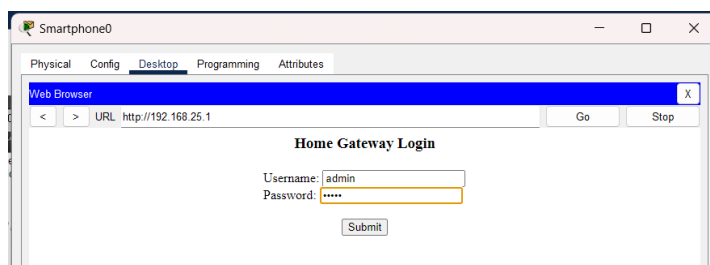 Smartphone0
Physical Config Desktop Programming Attributes
Web Browser X
< > URL http://192.168.25.1 Go Stop
Home Gateway Login
Username: admin
Password: •••••
Submit